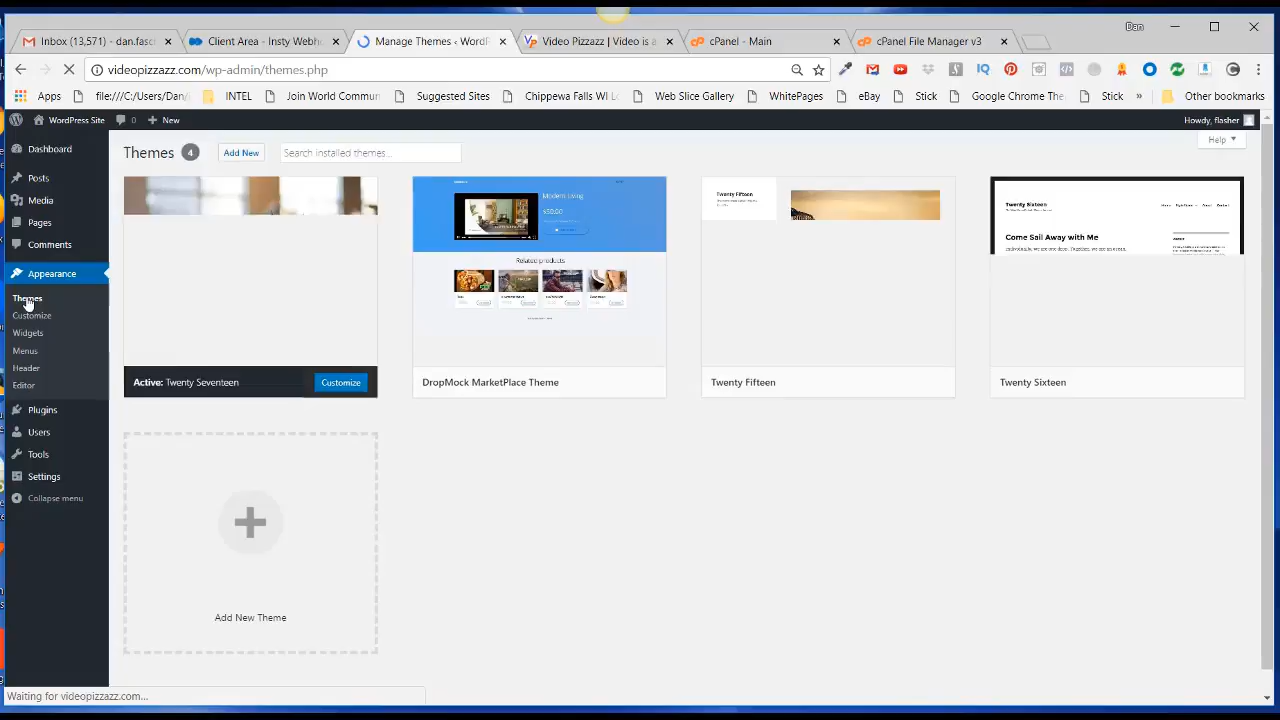 Dan
Inbox (13,571) - dan.fasci
Client Area - Insty Webh
Manage Themes - WordP
Video Pizzazz | Video is a
cPanel - Main
cPanel File Manager v3
videopizzazz.com/wp-admin/themes.php
Apps
file:///C:/Users/Dan/
INTEL
Join World Commun
Suggested Sites
Chippewa Falls WI Lo
Web Slice Gallery
WhitePages
eBay
Stick
Google Chrome The
Stick
»
Other bookmarks
WordPress Site
0
New
Howdy, flasher
Dashboard
Posts
Media
Pages
Comments
Appearance
Themes
Customize
Widgets
Menus
Header
Editor
Plugins
Users
Tools
Settings
Collapse menu
Themes 4
Add New
Search installed themes...
Help
Active: Twenty Seventeen
Customize
Modern Living
$59.00
Related products
DropMock MarketPlace Theme
Twenty Fifteen
Twenty Fifteen
Twenty Sixteen
Come Sail Away with Me
Twenty Sixteen
Add New Theme
Waiting for videopizzazz.com...